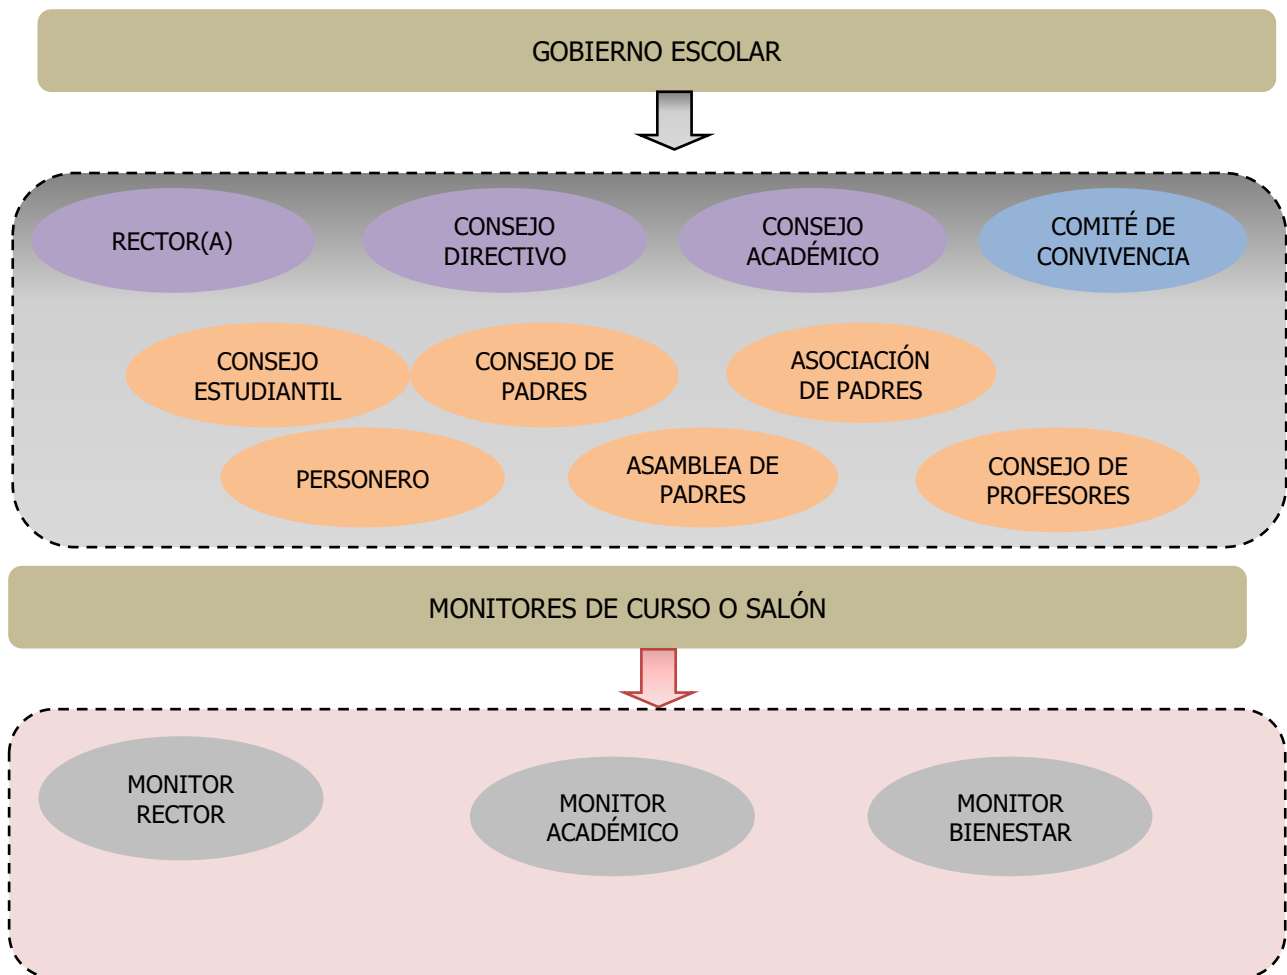 GOBIERNO ESCOLAR
RECTOR(A)
CONSEJO
DIRECTIVO
CONSEJO
ACADÉMICO
COMITÉ DE
CONVIVENCIA
CONSEJO
ESTUDIANTIL
CONSEJO DE
PADRES
ASOCIACIÓN
DE PADRES
PERSONERO
ASAMBLEA DE
PADRES
CONSEJO DE
PROFESORES
MONITORES DE CURSO O SALÓN
MONITOR
RECTOR
MONITOR
ACADÉMICO
MONITOR
BIENESTAR